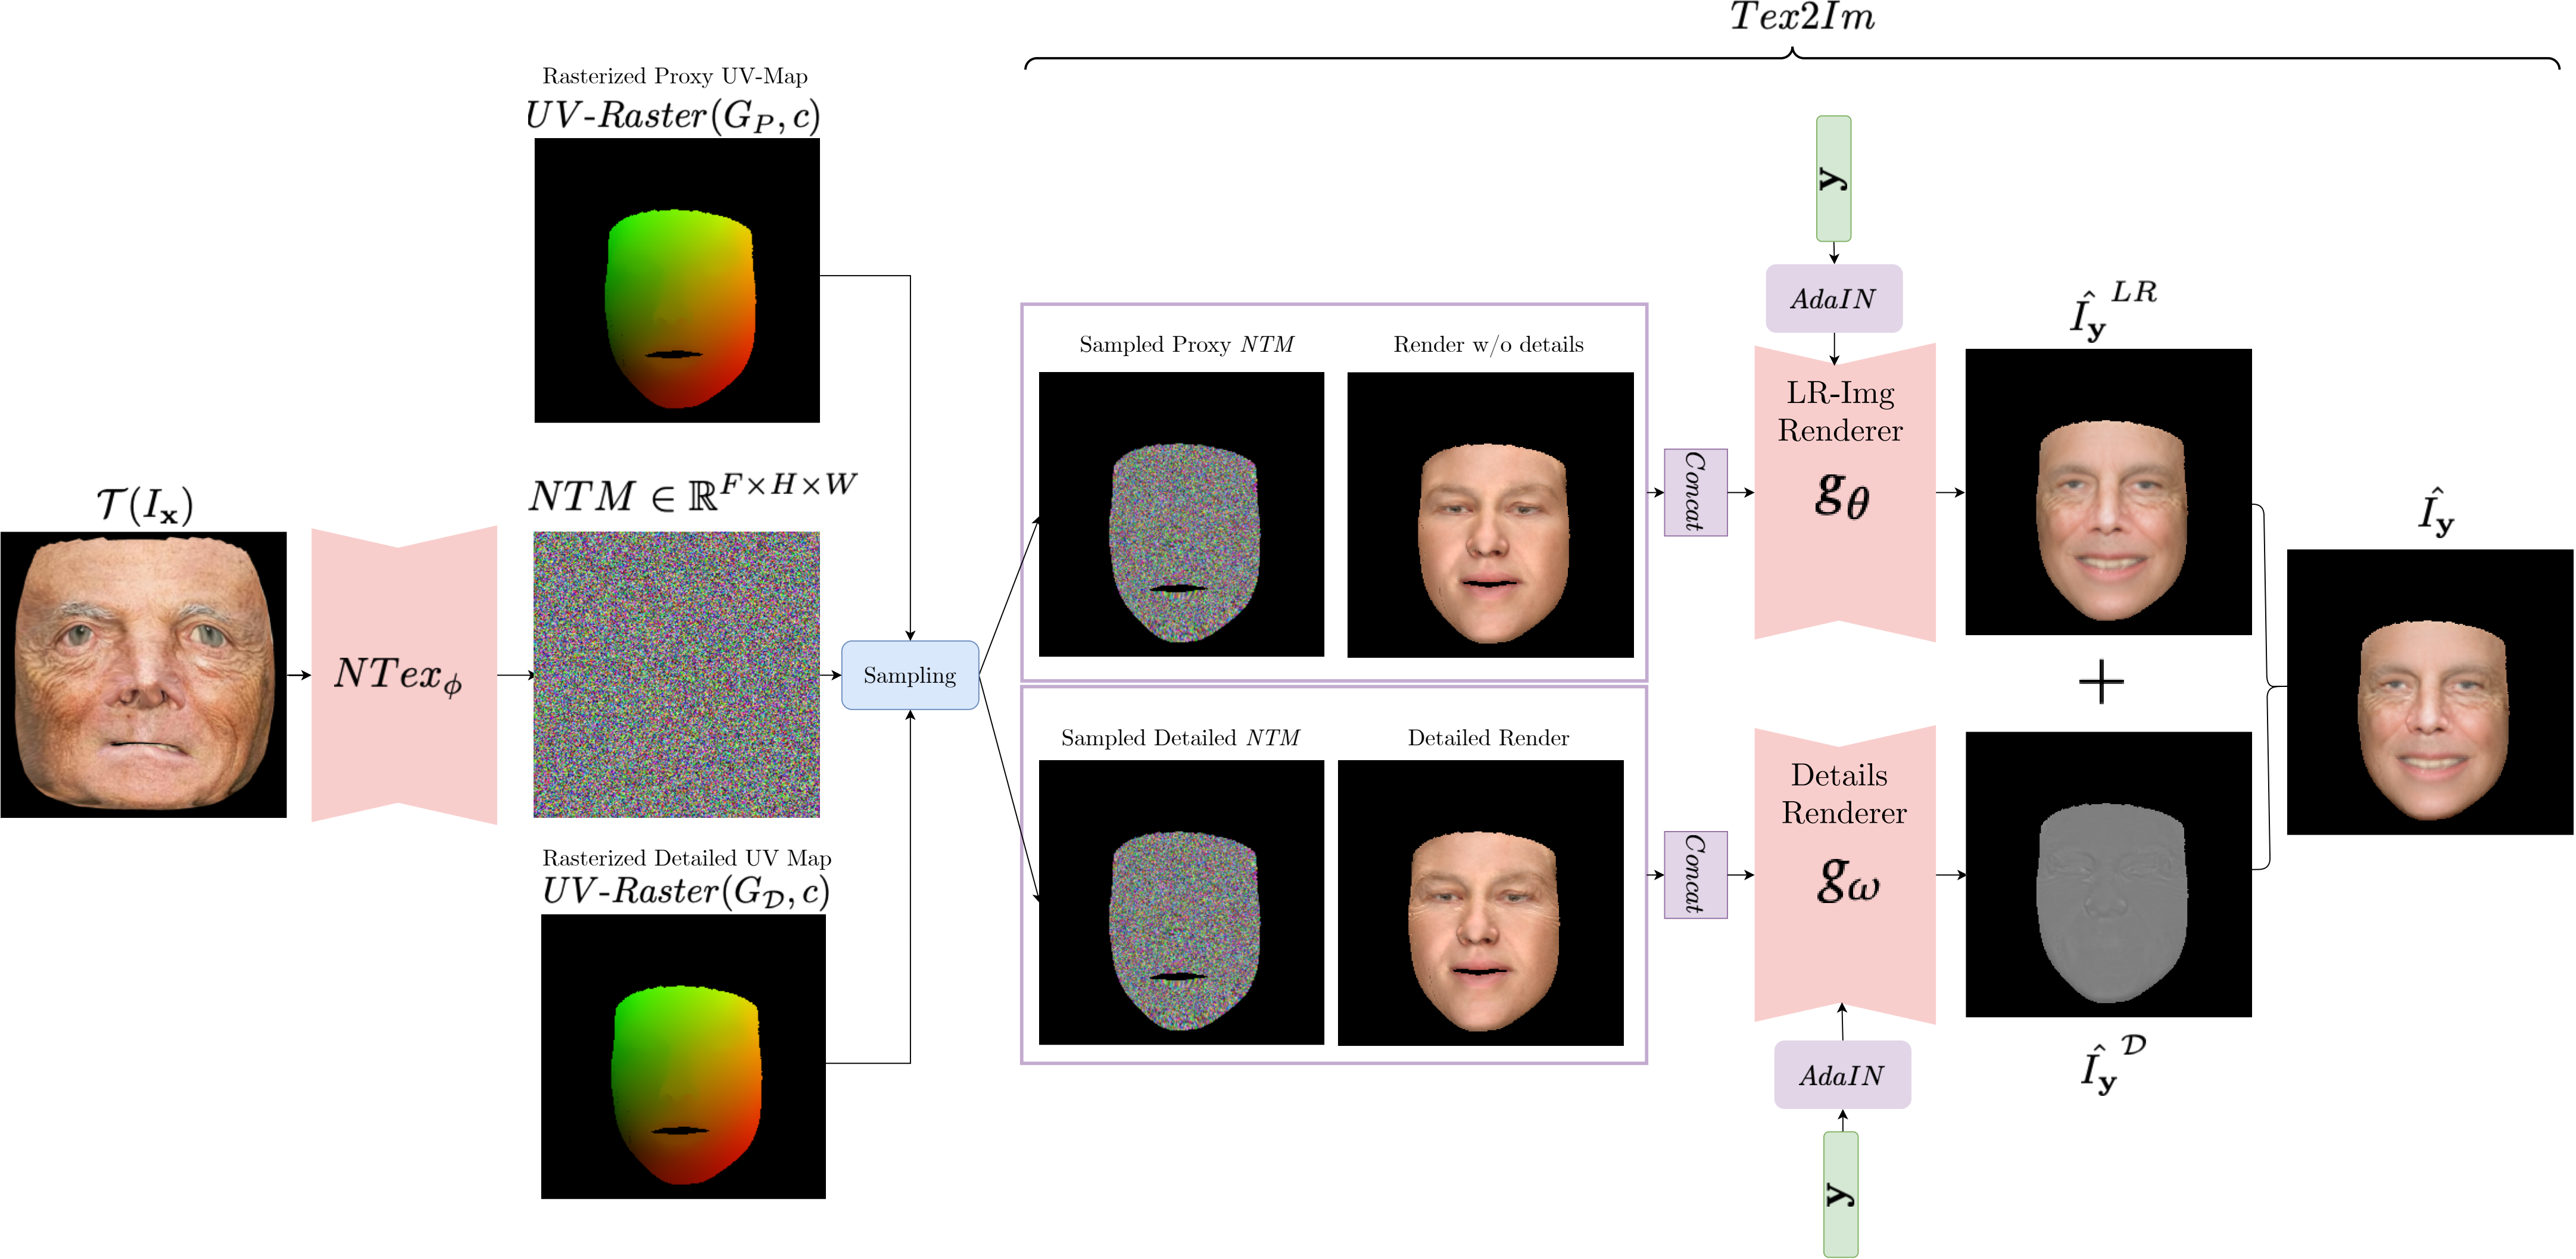 Tex2Im
Rasterized Proxy UV-Map
UV-Raster(G_P, c)
y
AdaIN
Î_y^{LR}
Sampled Proxy NTM
Render w/o details
LR-Img
Renderer
g_θ
Concat
𝒯(I_x)
NTM ∈ ℝ^{F×H×W}
Î_y
NTex_ϕ
Sampling
+
Sampled Detailed NTM
Detailed Render
Details
Renderer
g_ω
Concat
Rasterized Detailed UV Map
UV-Raster(G_𝒟, c)
Î_y^𝒟
AdaIN
y